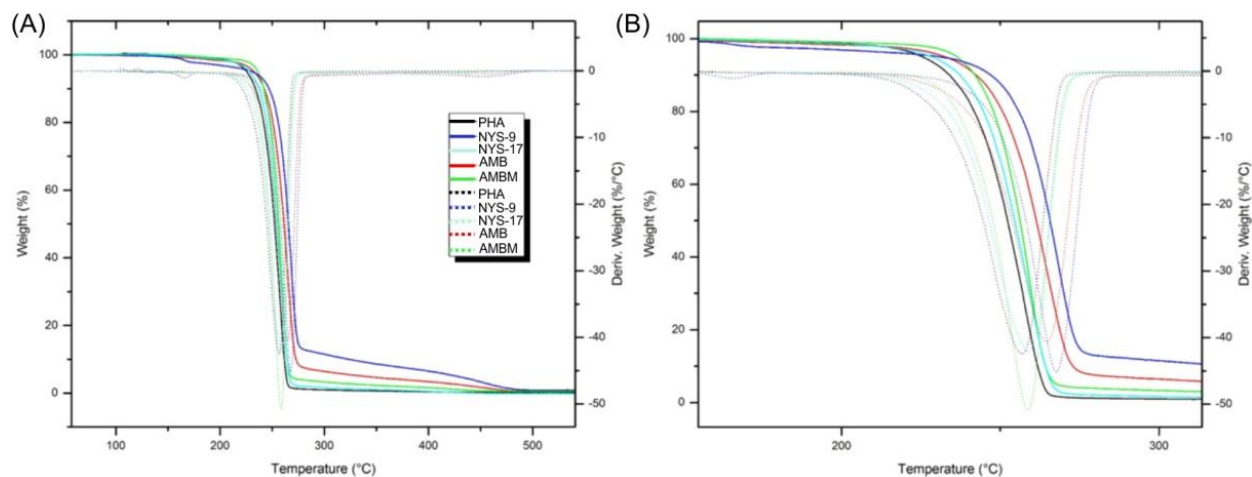 (A)
100
80
60
40
20
0
Weight (%)
0
-10
-20
-30
-40
-50
Deriv. Weight (%/°C)
100
200
300
400
500
Temperature (°C)
PHA
NYS-9
NYS-17
AMB
AMBM
PHA
NYS-9
NYS-17
AMB
AMBM
(B)
100
80
60
40
20
0
Weight (%)
0
-10
-20
-30
-40
-50
Deriv. Weight (%/°C)
200
300
Temperature (°C)